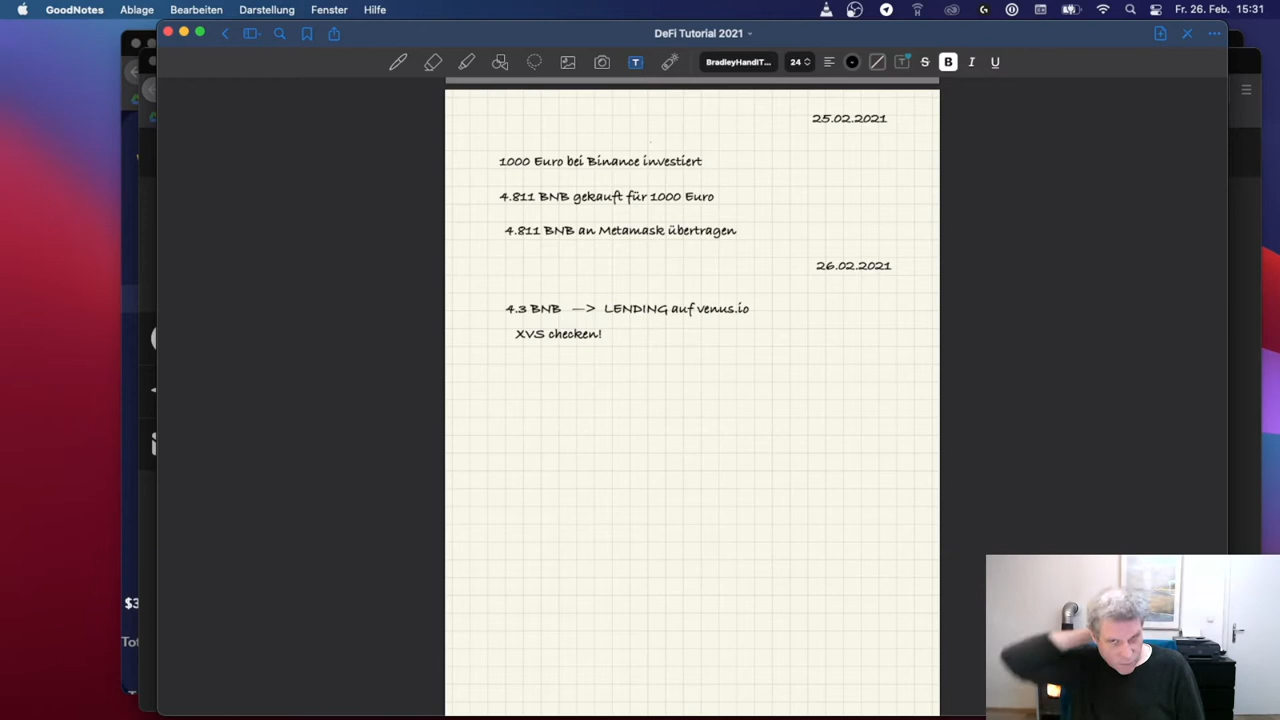 GoodNotes Ablage Bearbeiten Darstellung Fenster Hilfe Fr. 26. Feb. 15:31
DeFi Tutorial 2021
BradleyHandIT... 24 S B I U
25.02.2021
1000 Euro bei Binance investiert
4.811 BNB gekauft für 1000 Euro
4.811 BNB an Metamask übertragen
26.02.2021
4.3 BNB —> LENDING auf venus.io
XVS checken!
$3
Tot